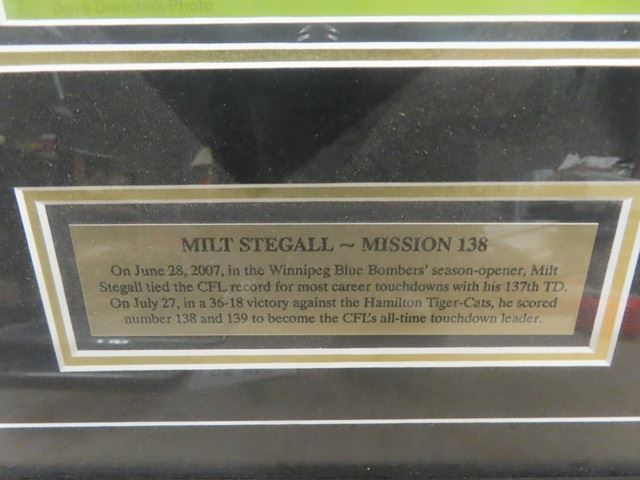 Dave Darichuk Photo
MILT STEGALL ~ MISSION 138
On June 28, 2007, in the Winnipeg Blue Bombers' season-opener, Milt
Stegall tied the CFL record for most career touchdowns with his 137th TD.
On July 27, in a 36-18 victory against the Hamilton Tiger-Cats, he scored
number 138 and 139 to become the CFL's all-time touchdown leader.